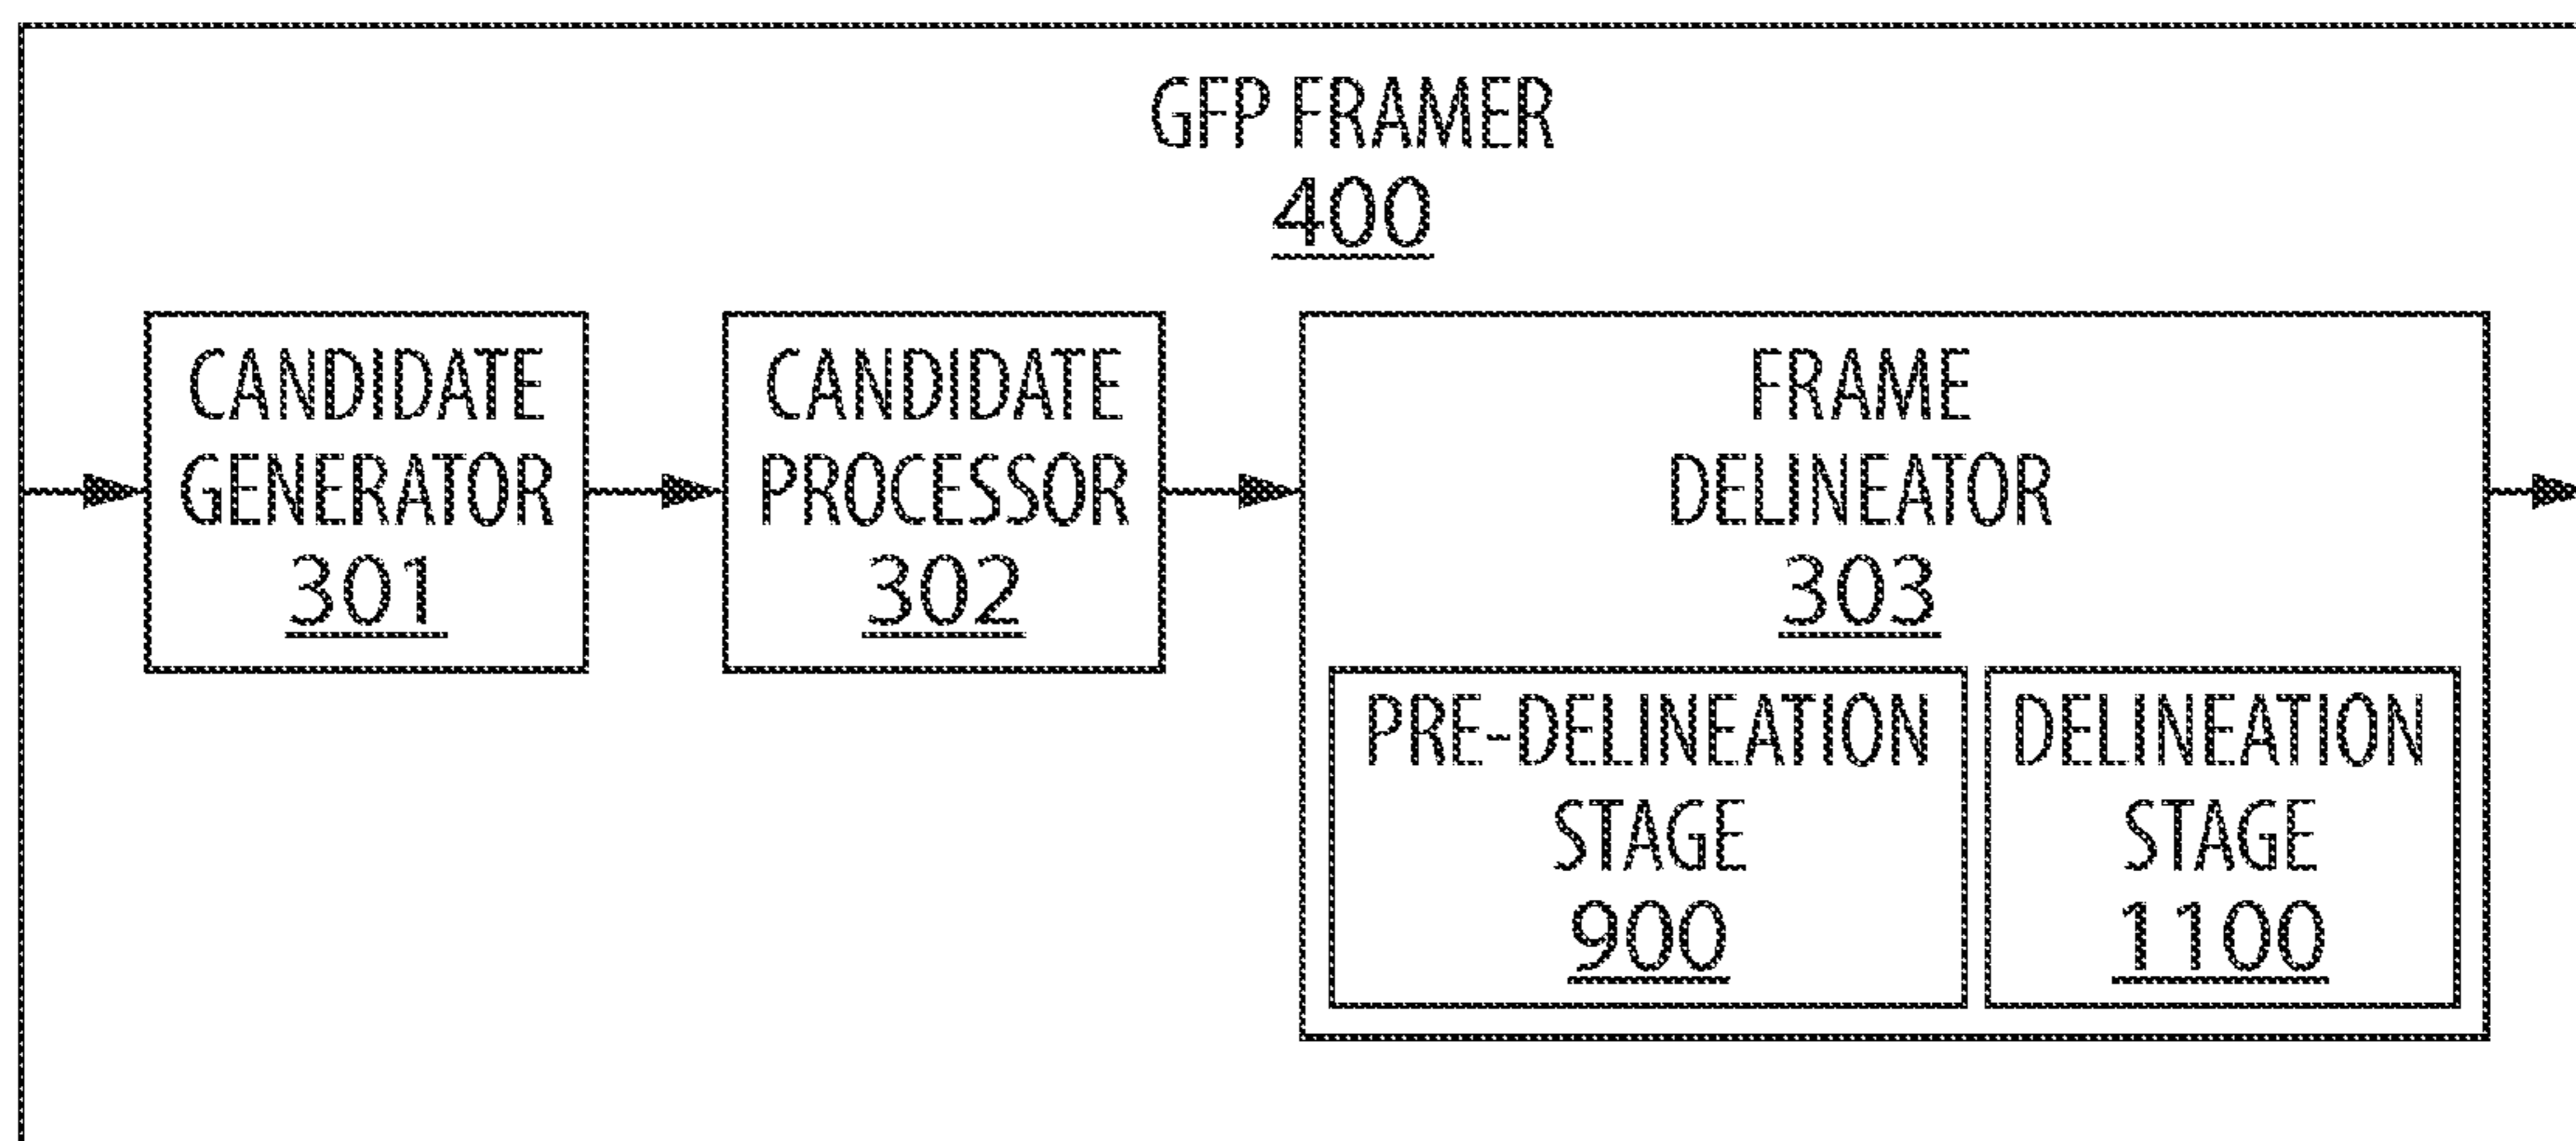 GFP FRAMER
400
CANDIDATE
GENERATOR
301
CANDIDATE
PROCESSOR
302
FRAME
DELINEATOR
303
PRE-DELINEATION
STAGE
900
DELINEATION
STAGE
1100